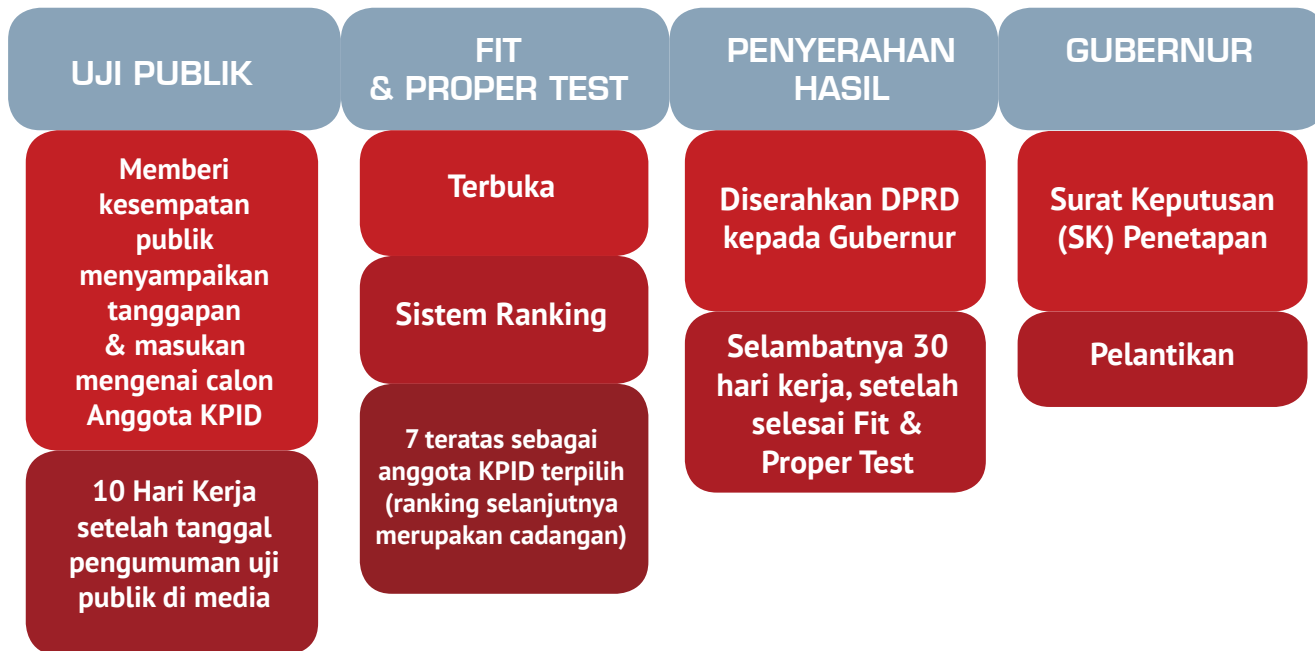 UJI PUBLIK
Memberi
kesempatan
publik
menyampaikan
tanggapan
& masukan
mengenai calon
Anggota KPID
10 Hari Kerja
setelah tanggal
pengumuman uji
publik di media
FIT
& PROPER TEST
Terbuka
Sistem Ranking
7 teratas sebagai
anggota KPID terpilih
(ranking selanjutnya
merupakan cadangan)
PENYERAHAN
HASIL
Diserahkan DPRD
kepada Gubernur
Selambatnya 30
hari kerja, setelah
selesai Fit &
Proper Test
GUBERNUR
Surat Keputusan
(SK) Penetapan
Pelantikan